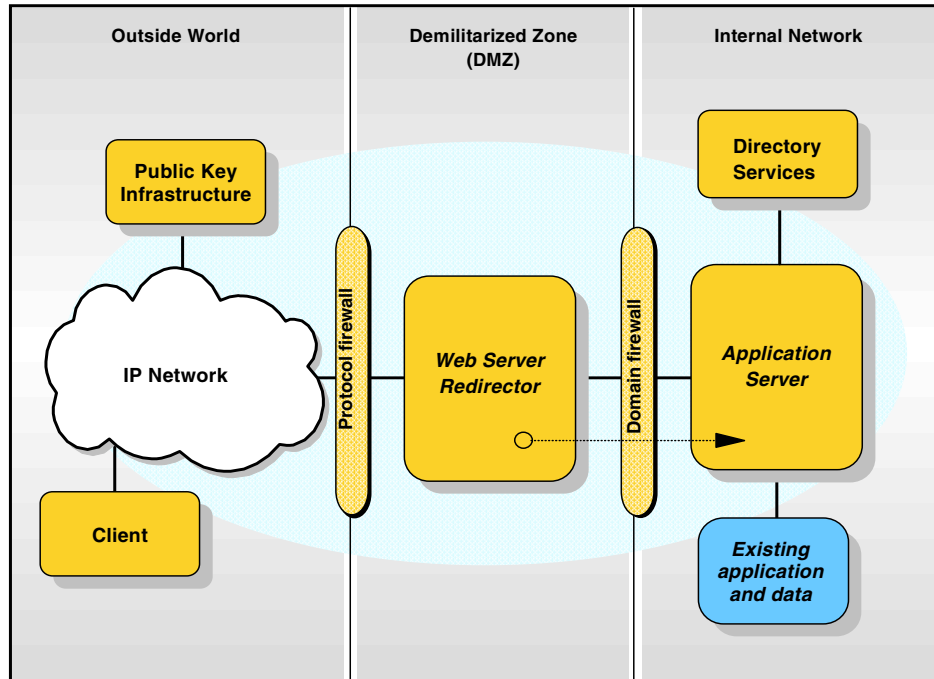 Outside World
Demilitarized Zone
(DMZ)
Internal Network
Public Key
Infrastructure
Directory
Services
IP Network
Protocol firewall
Web Server
Redirector
Domain firewall
Application
Server
Client
Existing
application
and data